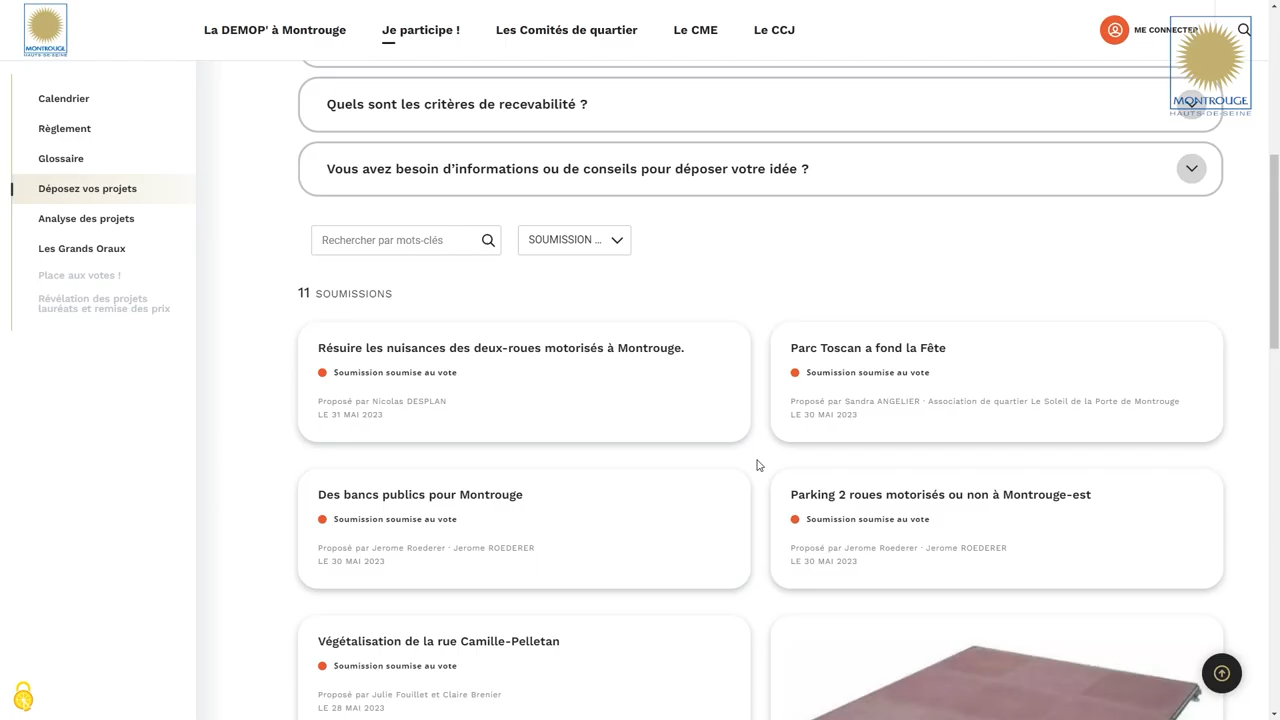 MONTROUGE
HAUTS-DE-SEINE
La DEMOP' à Montrouge
Je participe !
Les Comités de quartier
Le CME
Le CCJ
ME CONNECTER
MONTROUGE
HAUTS-DE-SEINE
Calendrier
Règlement
Glossaire
Déposez vos projets
Analyse des projets
Les Grands Oraux
Place aux votes !
Révélation des projets
lauréats et remise des prix
Quels sont les critères de recevabilité ?
Vous avez besoin d'informations ou de conseils pour déposer votre idée ?
Rechercher par mots-clés
SOUMISSION ...
11 SOUMISSIONS
Résuire les nuisances des deux-roues motorisés à Montrouge.
Soumission soumise au vote
Proposé par Nicolas DESPLAN
LE 31 MAI 2023
Parc Toscan a fond la Fête
Soumission soumise au vote
Proposé par Sandra ANGELIER · Association de quartier Le Soleil de la Porte de Montrouge
LE 30 MAI 2023
Des bancs publics pour Montrouge
Soumission soumise au vote
Proposé par Jerome Roederer · Jerome ROEDERER
LE 30 MAI 2023
Parking 2 roues motorisés ou non à Montrouge-est
Soumission soumise au vote
Proposé par Jerome Roederer · Jerome ROEDERER
LE 30 MAI 2023
Végétalisation de la rue Camille-Pelletan
Soumission soumise au vote
Proposé par Julie Fouillet et Claire Brenier
LE 28 MAI 2023